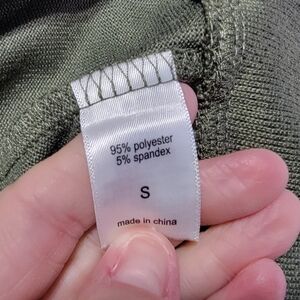 95% polyester
5% spandex
S
made in china